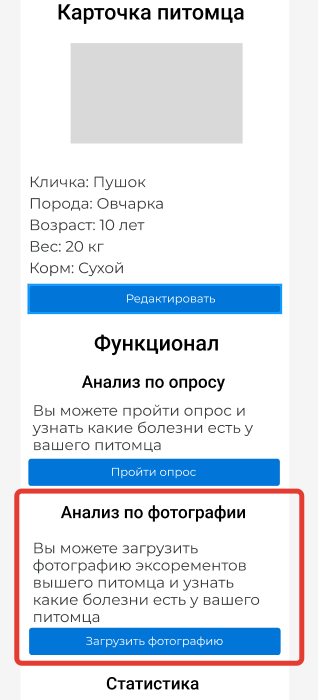 Карточка питомца
Кличка: Пушок
Порода: Овчарка
Возраст: 10 лет
Вес: 20 кг
Корм: Сухой
Редактировать
Функционал
Анализ по опросу
Вы можете пройти опрос и
узнать какие болезни есть у
вашего питомца
Пройти опрос
Анализ по фотографии
Вы можете загрузить
фотографию эксорементов
вышего питомца и узнать
какие болезни есть у вашего
питомца
Загрузить фотографию
Статистика